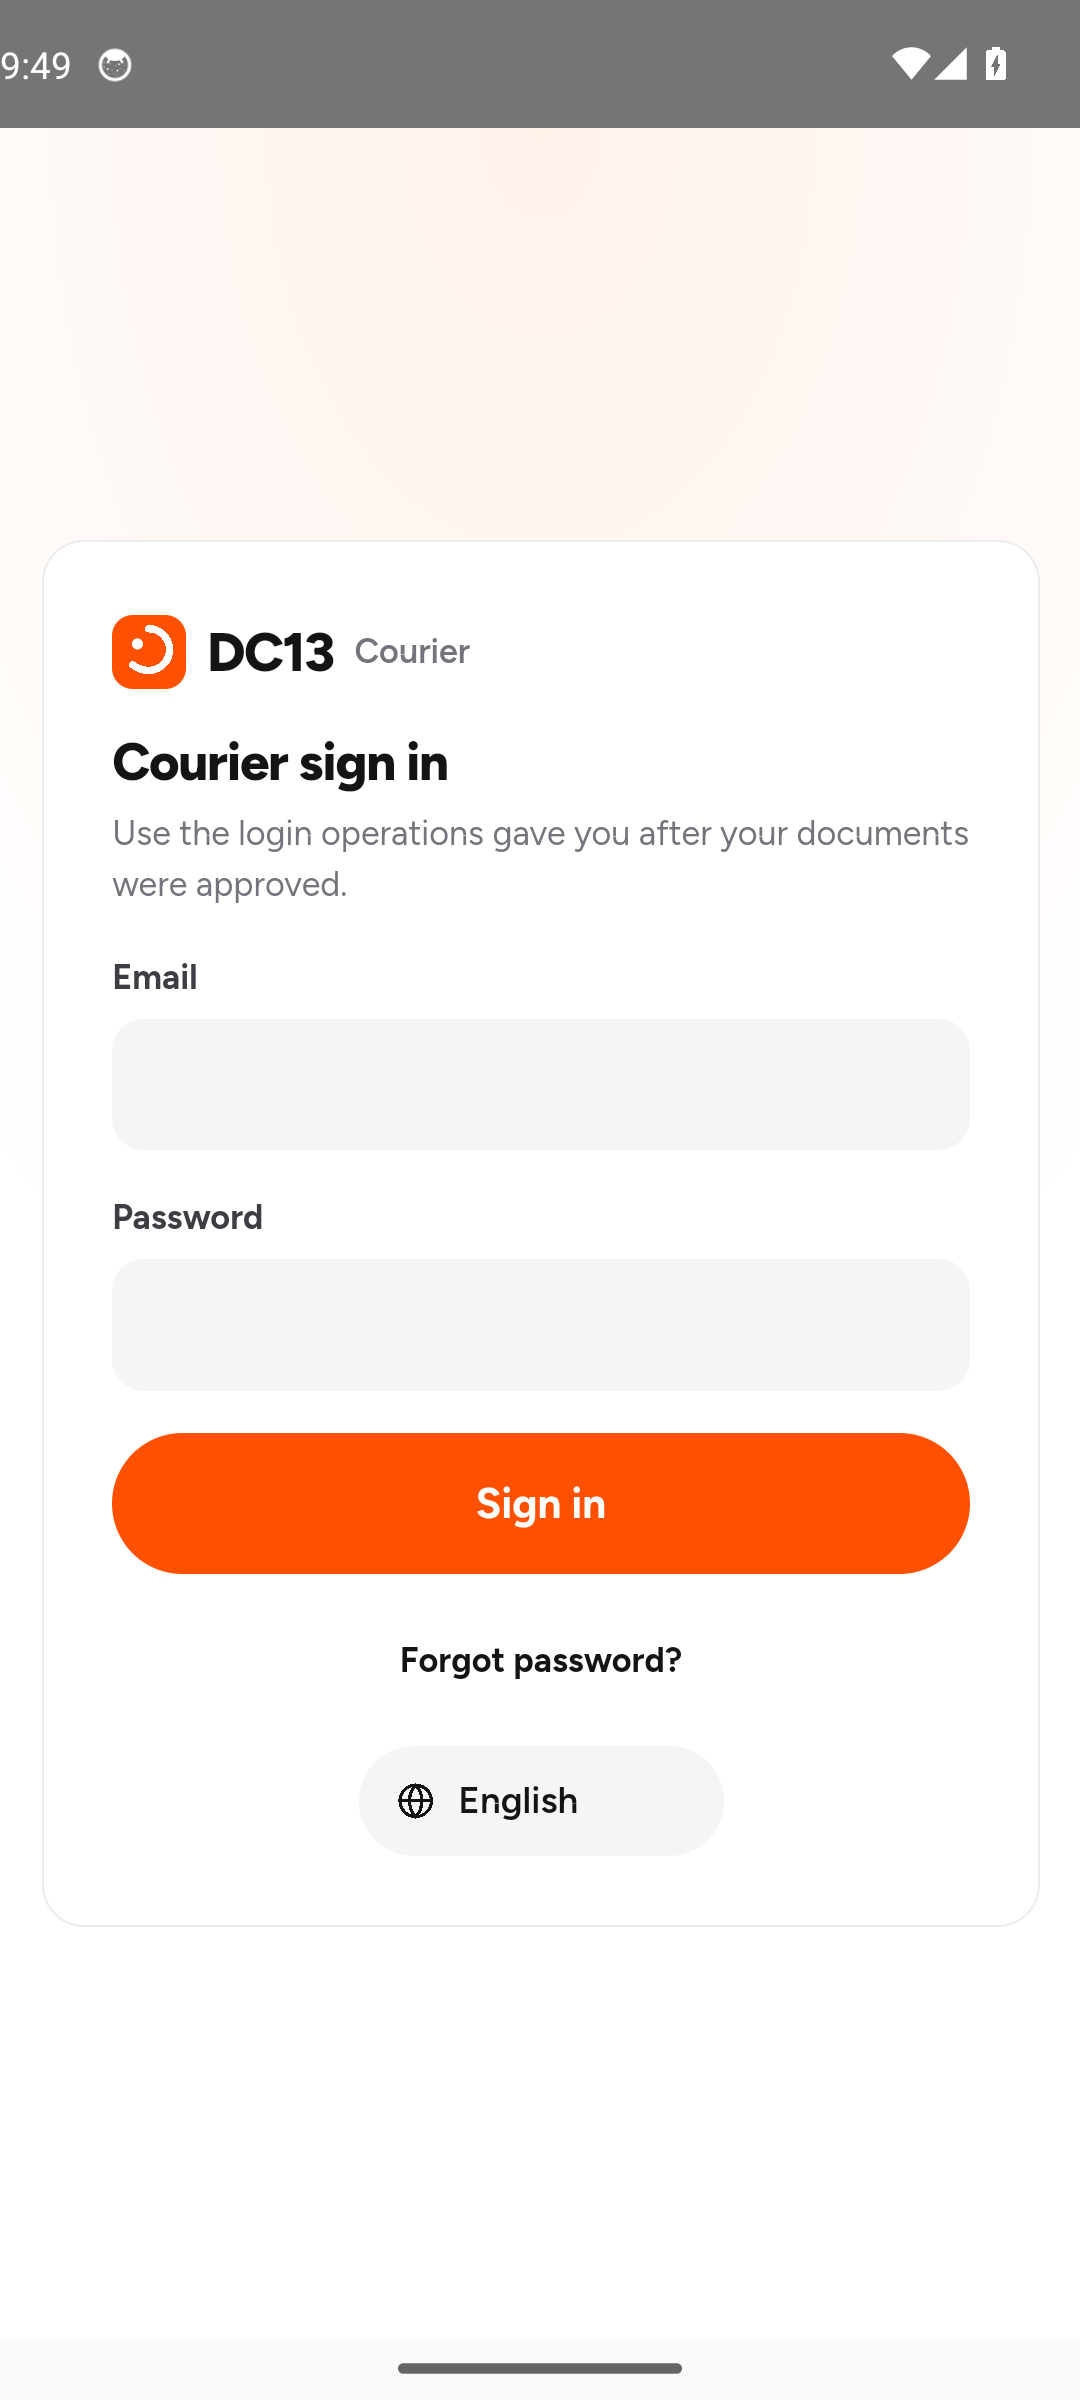 9:49
DC13 Courier
Courier sign in
Use the login operations gave you after your documents
were approved.
Email
Password
Sign in
Forgot password?
English